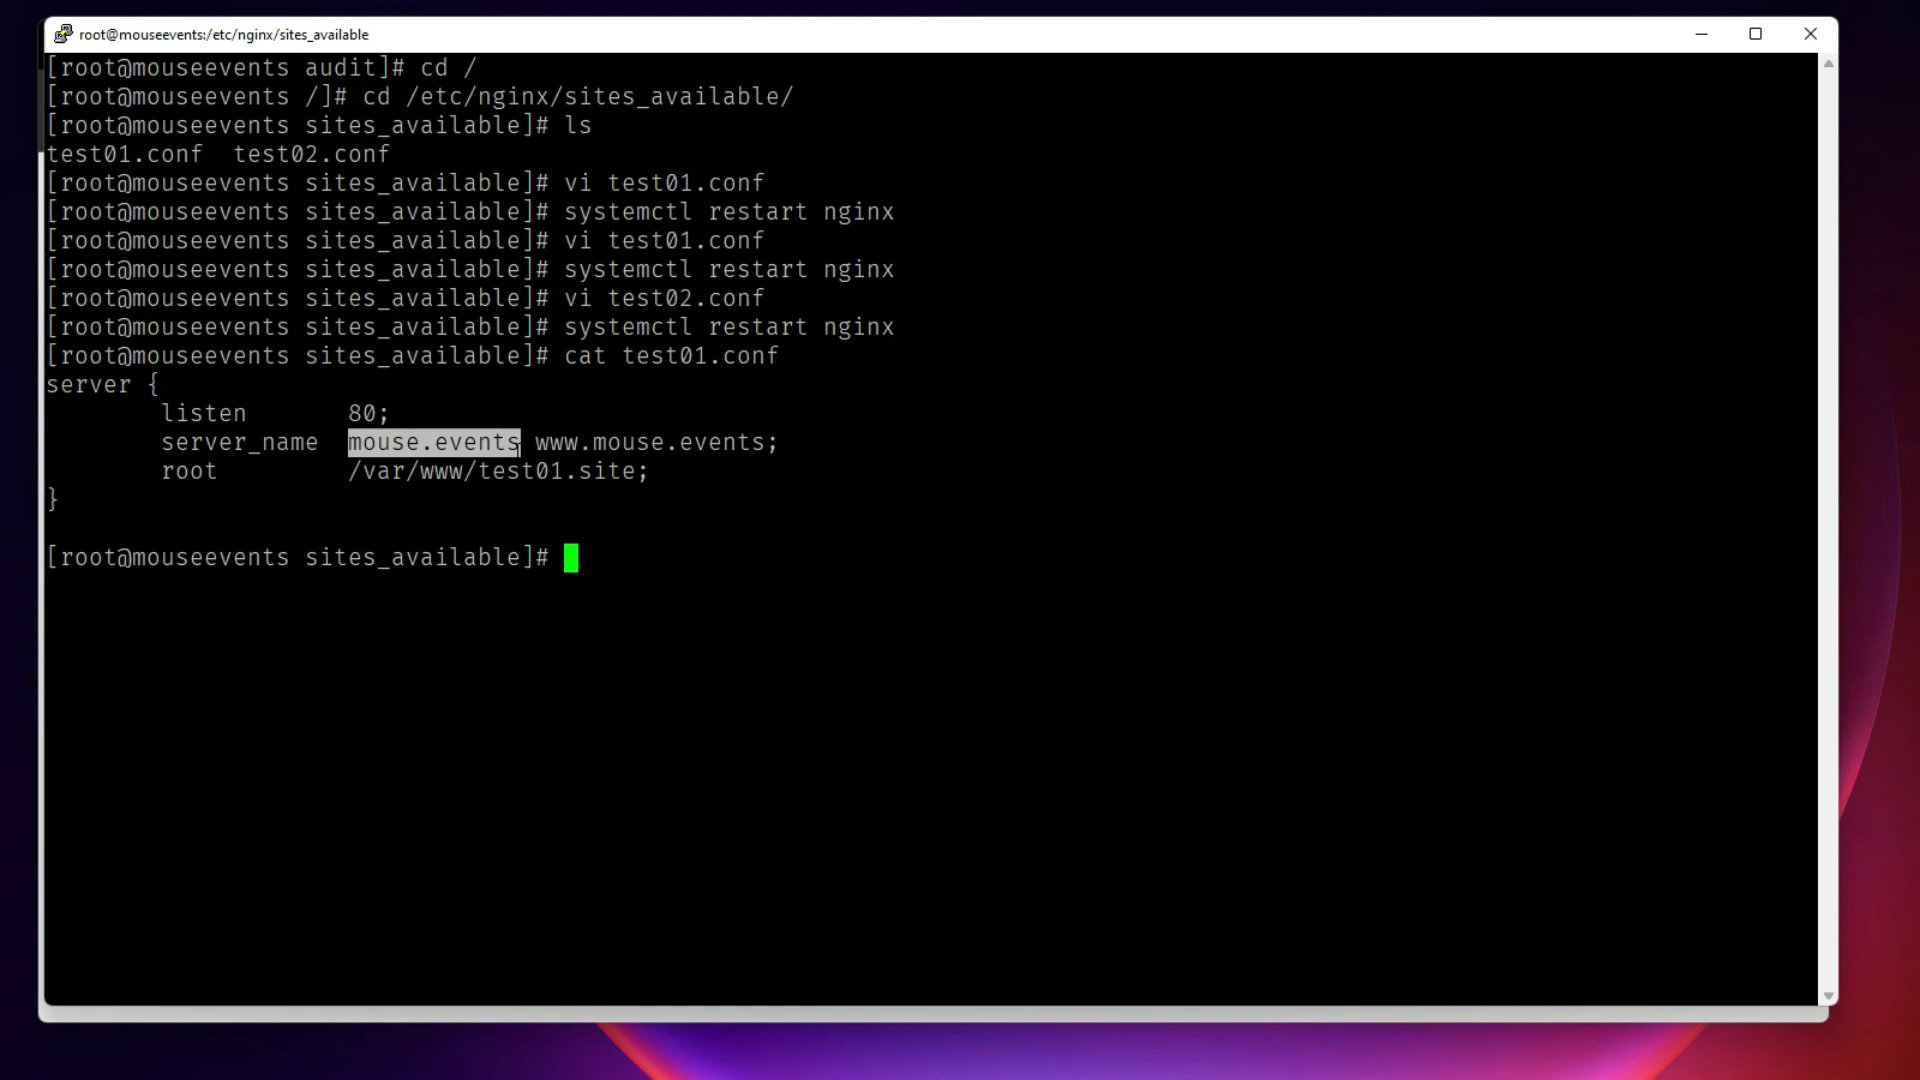 root@mouseevents:/etc/nginx/sites_available
[root@mouseevents audit]# cd /
[root@mouseevents /]# cd /etc/nginx/sites_available/
[root@mouseevents sites_available]# ls
test01.conf  test02.conf
[root@mouseevents sites_available]# vi test01.conf
[root@mouseevents sites_available]# systemctl restart nginx
[root@mouseevents sites_available]# vi test01.conf
[root@mouseevents sites_available]# systemctl restart nginx
[root@mouseevents sites_available]# vi test02.conf
[root@mouseevents sites_available]# systemctl restart nginx
[root@mouseevents sites_available]# cat test01.conf
server {
        listen       80;
        server_name  mouse.events www.mouse.events;
        root         /var/www/test01.site;
}
[root@mouseevents sites_available]#